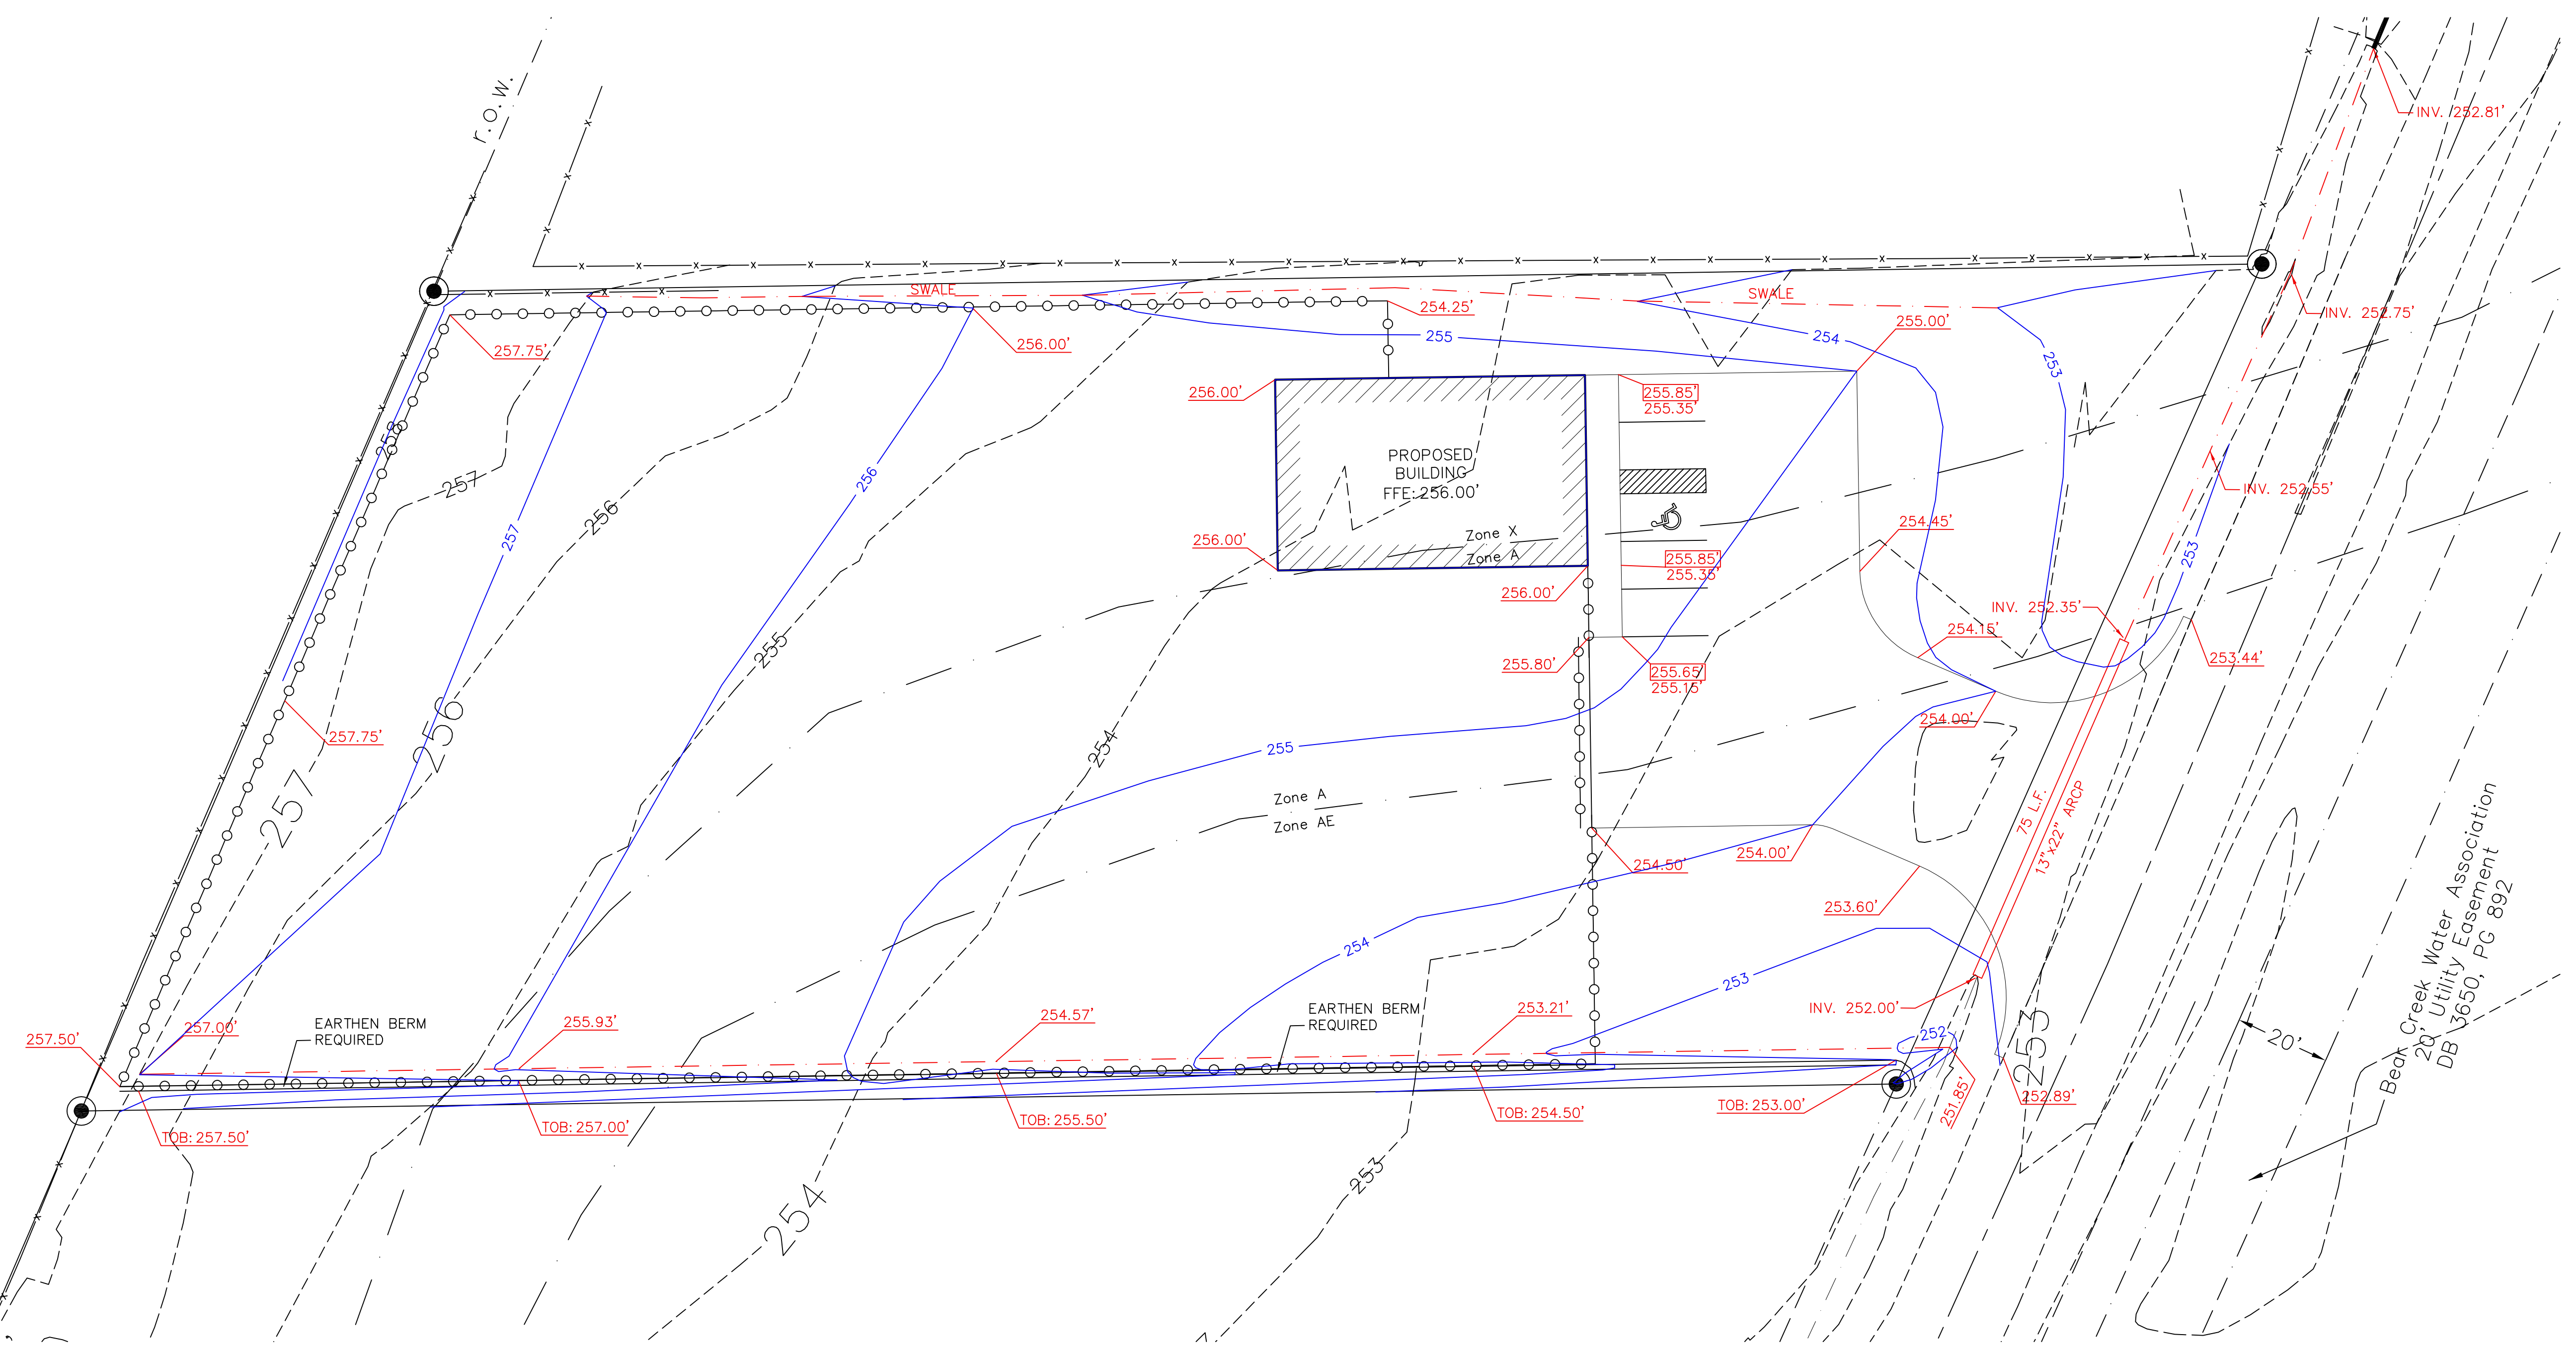 r.o.w.
INV. 252.81'
SWALE
SWALE
254.25'
INV. 252.75'
257.75'
256.00'
255
254
255.00'
253
256.00'
255.85'
255.35'
258
257
256
256
257
PROPOSED
BUILDING
FFE: 256.00'
INV. 252.55'
254.45'
Zone X
Zone A
256.00'
255.85'
255.35'
256.00'
253
INV. 252.35'
254.15'
255
255.80'
255.65'
255.15'
253.44'
256
257.75'
254
255
254.00'
257
Zone A
Zone AE
75 L.F.
13"x22" ARCP
254.50'
254.00'
253.60'
254
253
Bear Creek Water Association
20' Utility Easement
DB 3650, PG 892
INV. 252.00'
257.50'
257.00'
EARTHEN BERM
REQUIRED
255.93'
254.57'
EARTHEN BERM
REQUIRED
253.21'
252
253
20'
TOB: 257.50'
TOB: 257.00'
TOB: 255.50'
TOB: 254.50'
TOB: 253.00'
251.85'
252.89'
254
253